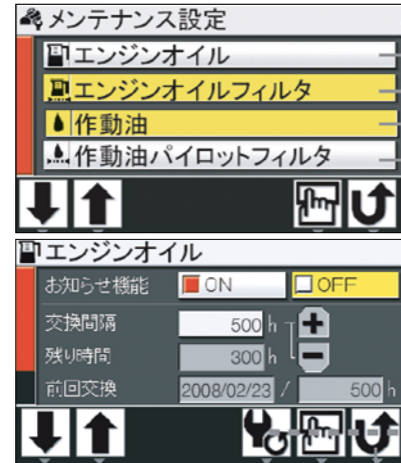 メンテナンス設定
エンジンオイル
エンジンオイルフィルタ
作動油
作動油パイロットフィルタ
エンジンオイル
お知らせ機能 ON OFF
交換間隔 500 h +
残り時間 300 h −
前回交換 2008/02/23 / 500 h